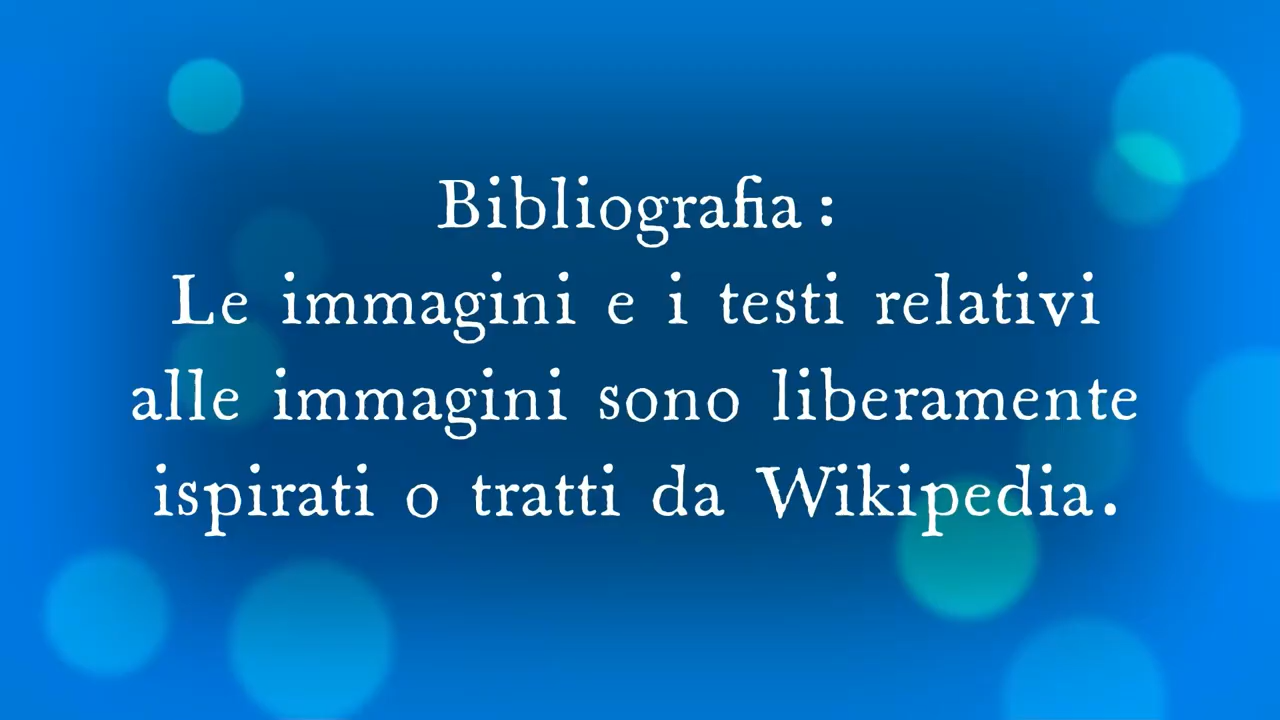 Bibliografia :
Le immagini e i testi relativi
alle immagini sono liberamente
ispirati o tratti da Wikipedia.